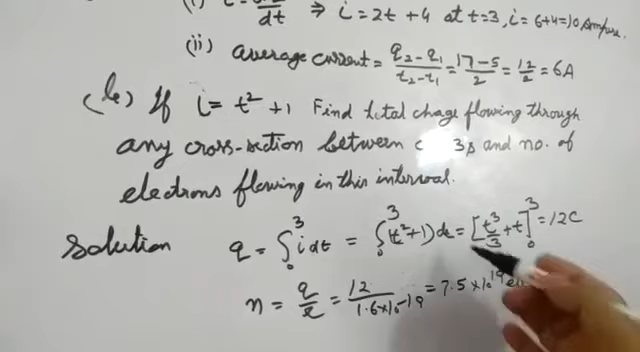 (i) i = /dt ⇒ i = 2t + 4 at t = 3, i = 6+4 = 10 Ampere.
(ii) average current = q₂ - q₁/t₂ - t₁ = 17 - 5/2 = 12/2 = 6A
(b) If i = t² + 1 Find total chage flowing through
any cross-section between 3s and no. of
electrons flowing in this interval.
Solution q = ∫₀³ i dt = ∫₀³ (t²+1) dt = [t³/3 + t]₀³ = 12C
n = q/e = 12/1.6×10⁻¹⁹ = 7.5×10¹⁹